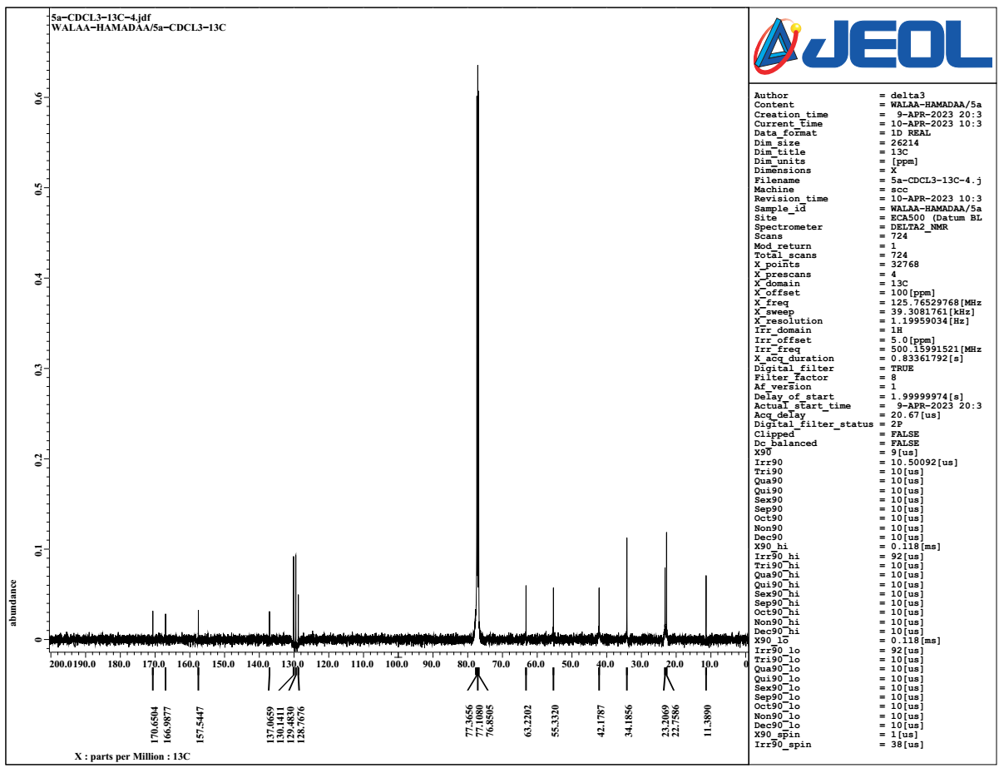 5a-CDCL3-13C-4.jdf
WALAA-HAMADAA/5a-CDCL3-13C
abundance
0.6
0.5
0.4
0.3
0.2
0.1
0
200.0 190.0 180.0 170.0 160.0 150.0 140.0 130.0 120.0 110.0 100.0 90.0 80.0 70.0 60.0 50.0 40.0 30.0 20.0 10.0 0
170.6504
166.9877
157.5447
137.0659
130.1411
129.4830
128.7676
77.3656
77.1080
76.8505
63.2202
55.3320
42.1787
34.1856
23.2069
22.7586
11.3890
X : parts per Million : 13C
JEOL
Author = delta3
Content = WALAA-HAMADAA/5a
Creation_time = 9-APR-2023 20:3
Current_time = 10-APR-2023 10:3
Data_format = 1D REAL
Dim_size = 26214
Dim_title = 13C
Dim_units = [ppm]
Dimensions = X
Filename = 5a-CDCL3-13C-4.j
Machine = scc
Revision_time = 10-APR-2023 10:3
Sample_id = WALAA-HAMADAA/5a
Site = ECA500 (Datum BL
Spectrometer = DELTA2_NMR
Scans = 724
Mod_return = 1
Total_scans = 724
X_points = 32768
X_prescans = 4
X_domain = 13C
X_offset = 100[ppm]
X_freq = 125.76529768[MHz
X_sweep = 39.3081761[kHz]
X_resolution = 1.19959034[Hz]
Irr_domain = 1H
Irr_offset = 5.0[ppm]
Irr_freq = 500.15991521[MHz
X_acq_duration = 0.83361792[s]
Digital_filter = TRUE
Filter_factor = 8
Af_version = 1
Delay_of_start = 1.99999974[s]
Actual_start_time = 9-APR-2023 20:3
Acq_delay = 20.67[us]
Digital_filter_status = 2P
Clipped = FALSE
Dc_balanced = FALSE
X90 = 9[us]
Irr90 = 10.50092[us]
Tri90 = 10[us]
Qua90 = 10[us]
Qui90 = 10[us]
Sex90 = 10[us]
Sep90 = 10[us]
Oct90 = 10[us]
Non90 = 10[us]
Dec90 = 10[us]
X90_hi = 0.118[ms]
Irr90_hi = 92[us]
Tri90_hi = 10[us]
Qua90_hi = 10[us]
Qui90_hi = 10[us]
Sex90_hi = 10[us]
Sep90_hi = 10[us]
Oct90_hi = 10[us]
Non90_hi = 10[us]
Dec90_hi = 10[us]
X90_lo = 0.118[ms]
Irr90_lo = 92[us]
Tri90_lo = 10[us]
Qua90_lo = 10[us]
Qui90_lo = 10[us]
Sex90_lo = 10[us]
Sep90_lo = 10[us]
Oct90_lo = 10[us]
Non90_lo = 10[us]
Dec90_lo = 10[us]
X90_spin = 1[us]
Irr90_spin = 38[us]